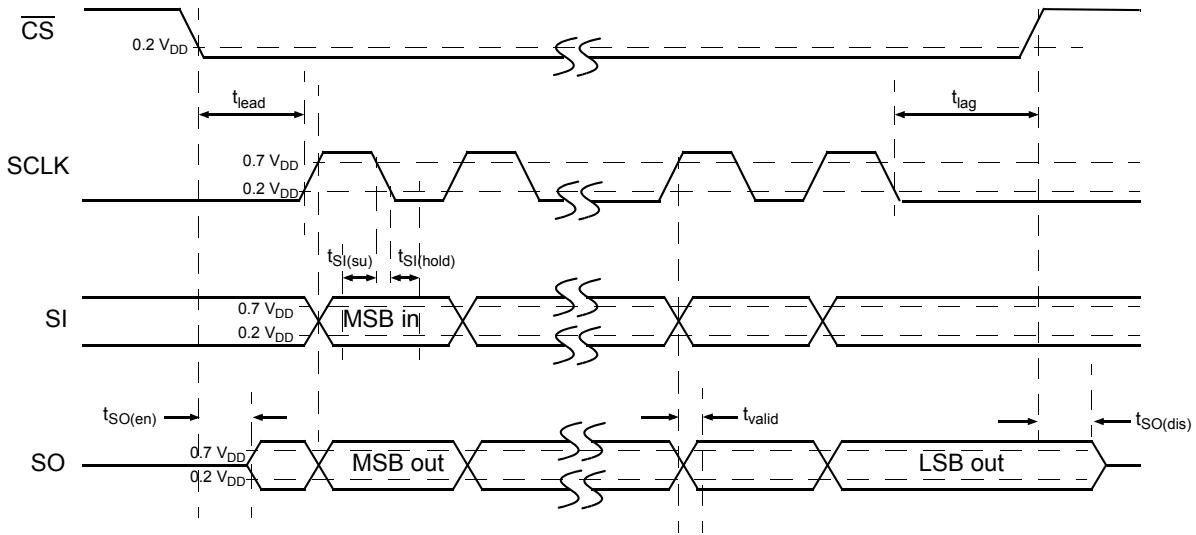 CS
0.2 VDD
tlead
tlag
SCLK
0.7 VDD
0.2 VDD
tSI(su)
tSI(hold)
SI
0.7 VDD
0.2 VDD
MSB in
tSO(en)
tvalid
tSO(dis)
SO
0.7 VDD
0.2 VDD
MSB out
LSB out